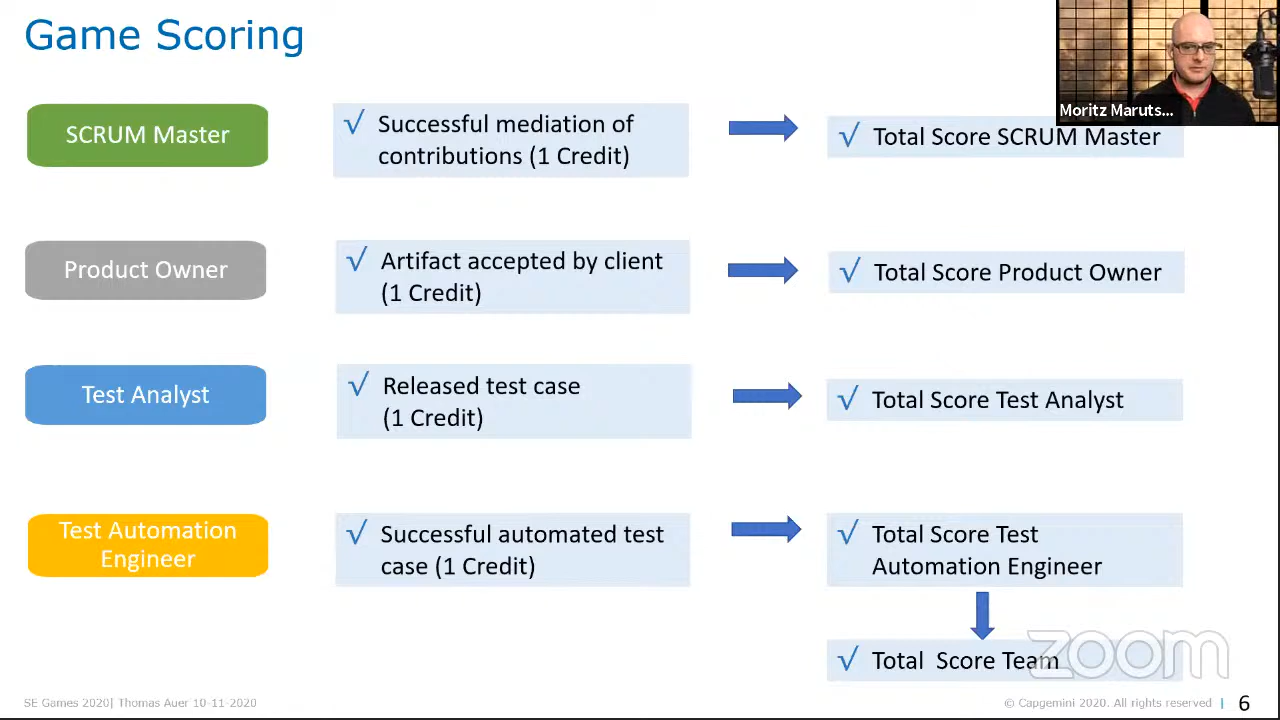 Game Scoring
Moritz Maruts...
SCRUM Master
√ Successful mediation of
contributions (1 Credit)
√ Total Score SCRUM Master
Product Owner
√ Artifact accepted by client
(1 Credit)
√ Total Score Product Owner
Test Analyst
√ Released test case
(1 Credit)
√ Total Score Test Analyst
Test Automation
Engineer
√ Successful automated test
case (1 Credit)
√ Total Score Test
Automation Engineer
√ Total  Score Team
zoom
SE Games 2020| Thomas Auer 10-11-2020
© Capgemini 2020. All rights reserved | 6